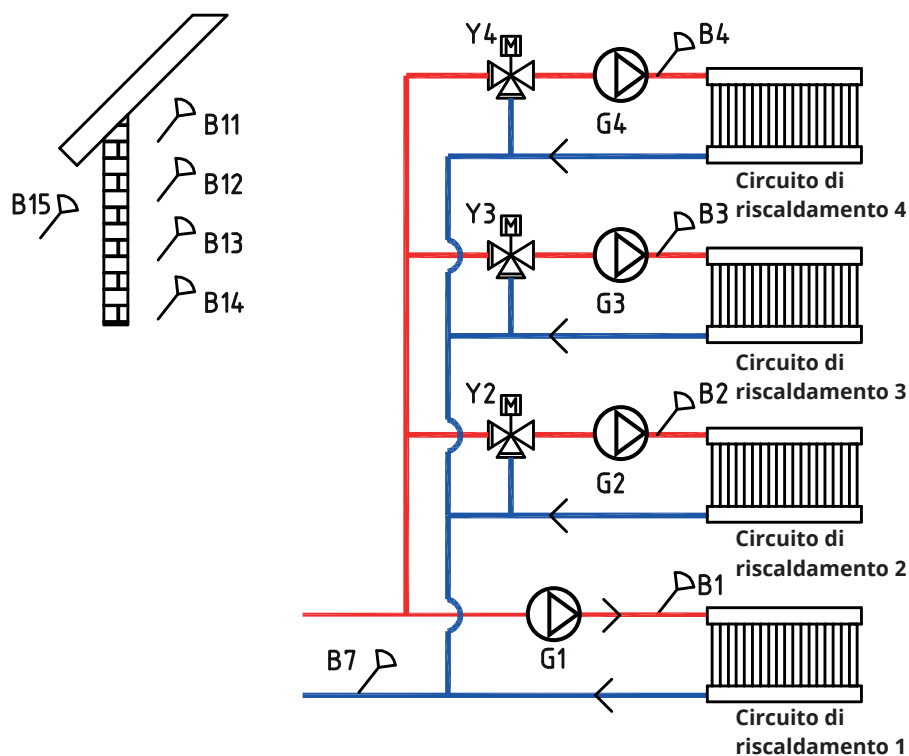 Y4
M
B4
G4
Circuito di
riscaldamento 4
B11
B12
B15
B13
B14
Y3
M
B3
G3
Circuito di
riscaldamento 3
Y2
M
B2
G2
Circuito di
riscaldamento 2
B1
G1
B7
Circuito di
riscaldamento 1